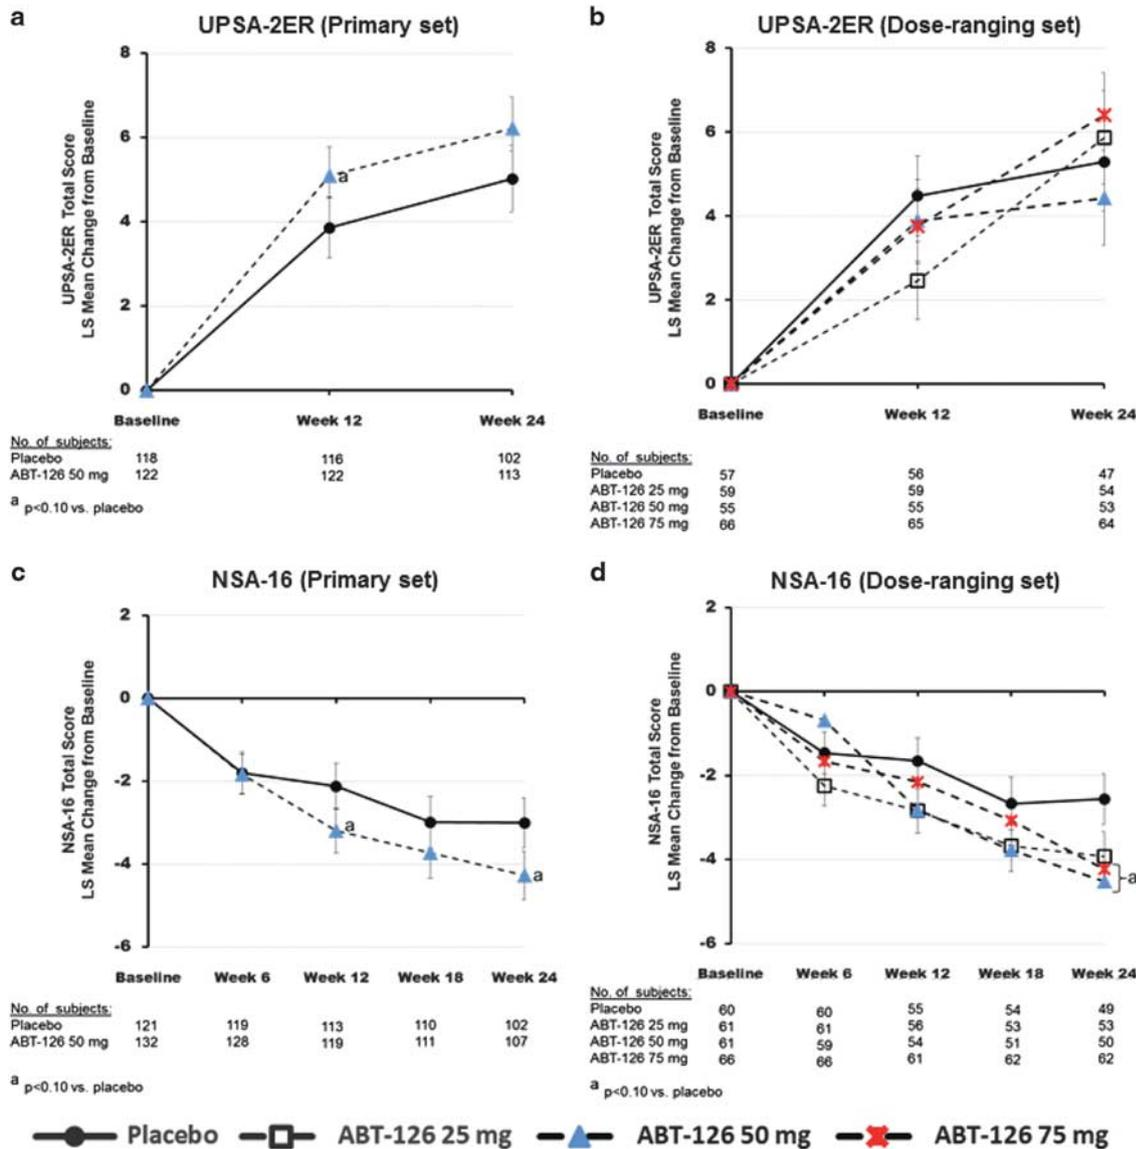 a
UPSA-2ER (Primary set)
UPSA-2ER Total Score
LS Mean Change from Baseline
8
6
4
2
0
a
Baseline Week 12 Week 24
No. of subjects:
Placebo 118 116 102
ABT-126 50 mg 122 122 113
a p<0.10 vs. placebo
b
UPSA-2ER (Dose-ranging set)
UPSA-2ER Total Score
LS Mean Change from Baseline
8
6
4
2
0
Baseline Week 12 Week 24
No. of subjects:
Placebo 57 56 47
ABT-126 25 mg 59 59 54
ABT-126 50 mg 55 55 53
ABT-126 75 mg 66 65 64
c
NSA-16 (Primary set)
NSA-16 Total Score
LS Mean Change from Baseline
2
0
-2
-4
-6
a
a
Baseline Week 6 Week 12 Week 18 Week 24
No. of subjects:
Placebo 121 119 113 110 102
ABT-126 50 mg 132 128 119 111 107
a p<0.10 vs. placebo
d
NSA-16 (Dose-ranging set)
NSA-16 Total Score
LS Mean Change from Baseline
2
0
-2
-4
-6
a
Baseline Week 6 Week 12 Week 18 Week 24
No. of subjects:
Placebo 60 60 55 54 49
ABT-126 25 mg 61 61 56 53 53
ABT-126 50 mg 61 59 54 51 50
ABT-126 75 mg 66 66 61 62 62
a p<0.10 vs. placebo
Placebo ABT-126 25 mg ABT-126 50 mg ABT-126 75 mg